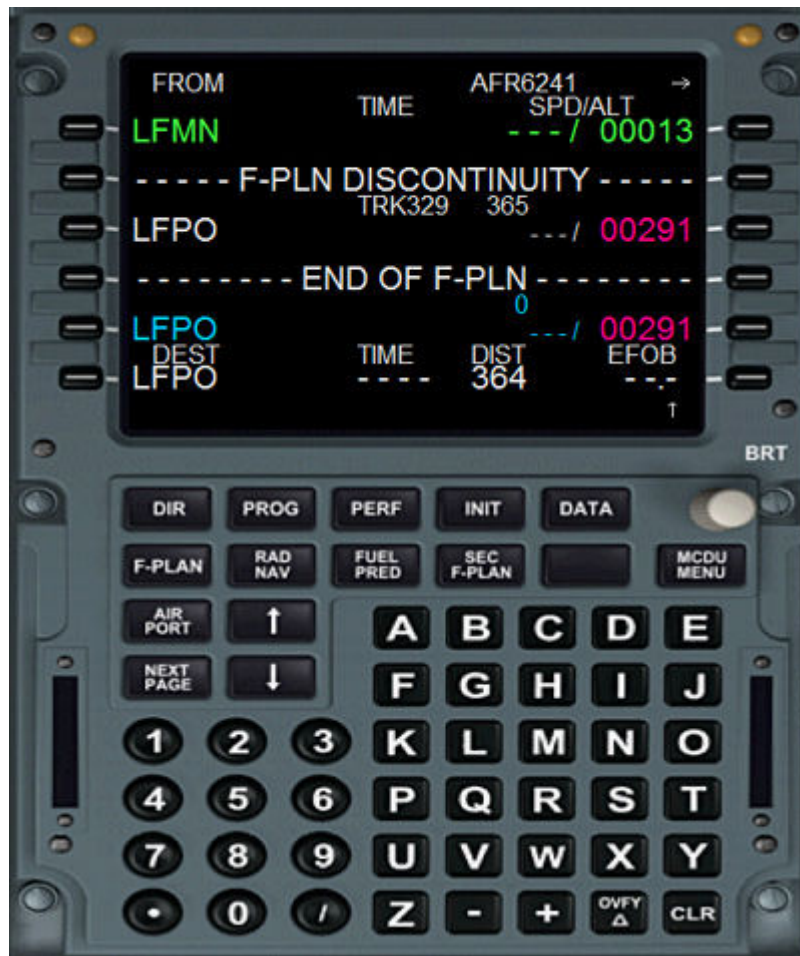 FROM AFR6241 →
TIME SPD/ALT
LFMN ---/ 00013
----- F-PLN DISCONTINUITY -----
TRK329 365
LFPO ---/ 00291
-------- END OF F-PLN --------
0
LFPO ---/ 00291
DEST TIME DIST EFOB
LFPO ---- 364 --.-
↑
BRT
DIR PROG PERF INIT DATA
F-PLAN RAD NAV FUEL PRED SEC F-PLAN MCDU MENU
AIR PORT ↑
A B C D E
NEXT PAGE ↓
F G H I J
1 2 3 K L M N O
4 5 6 P Q R S T
7 8 9 U V W X Y
. 0 / Z - + OVFY Δ CLR